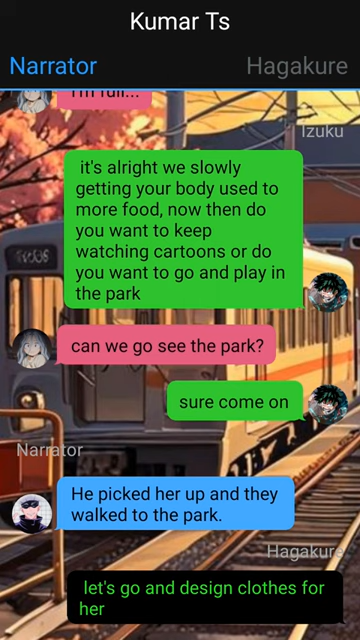 Kumar Ts
Narrator
Hagakure
I'm full...
Izuku
it's alright we slowly
getting your body used to
more food, now then do
you want to keep
watching cartoons or do
you want to go and play in
the park
can we go see the park?
sure come on
Narrator
He picked her up and they
walked to the park.
Hagakure
let's go and design clothes for
her